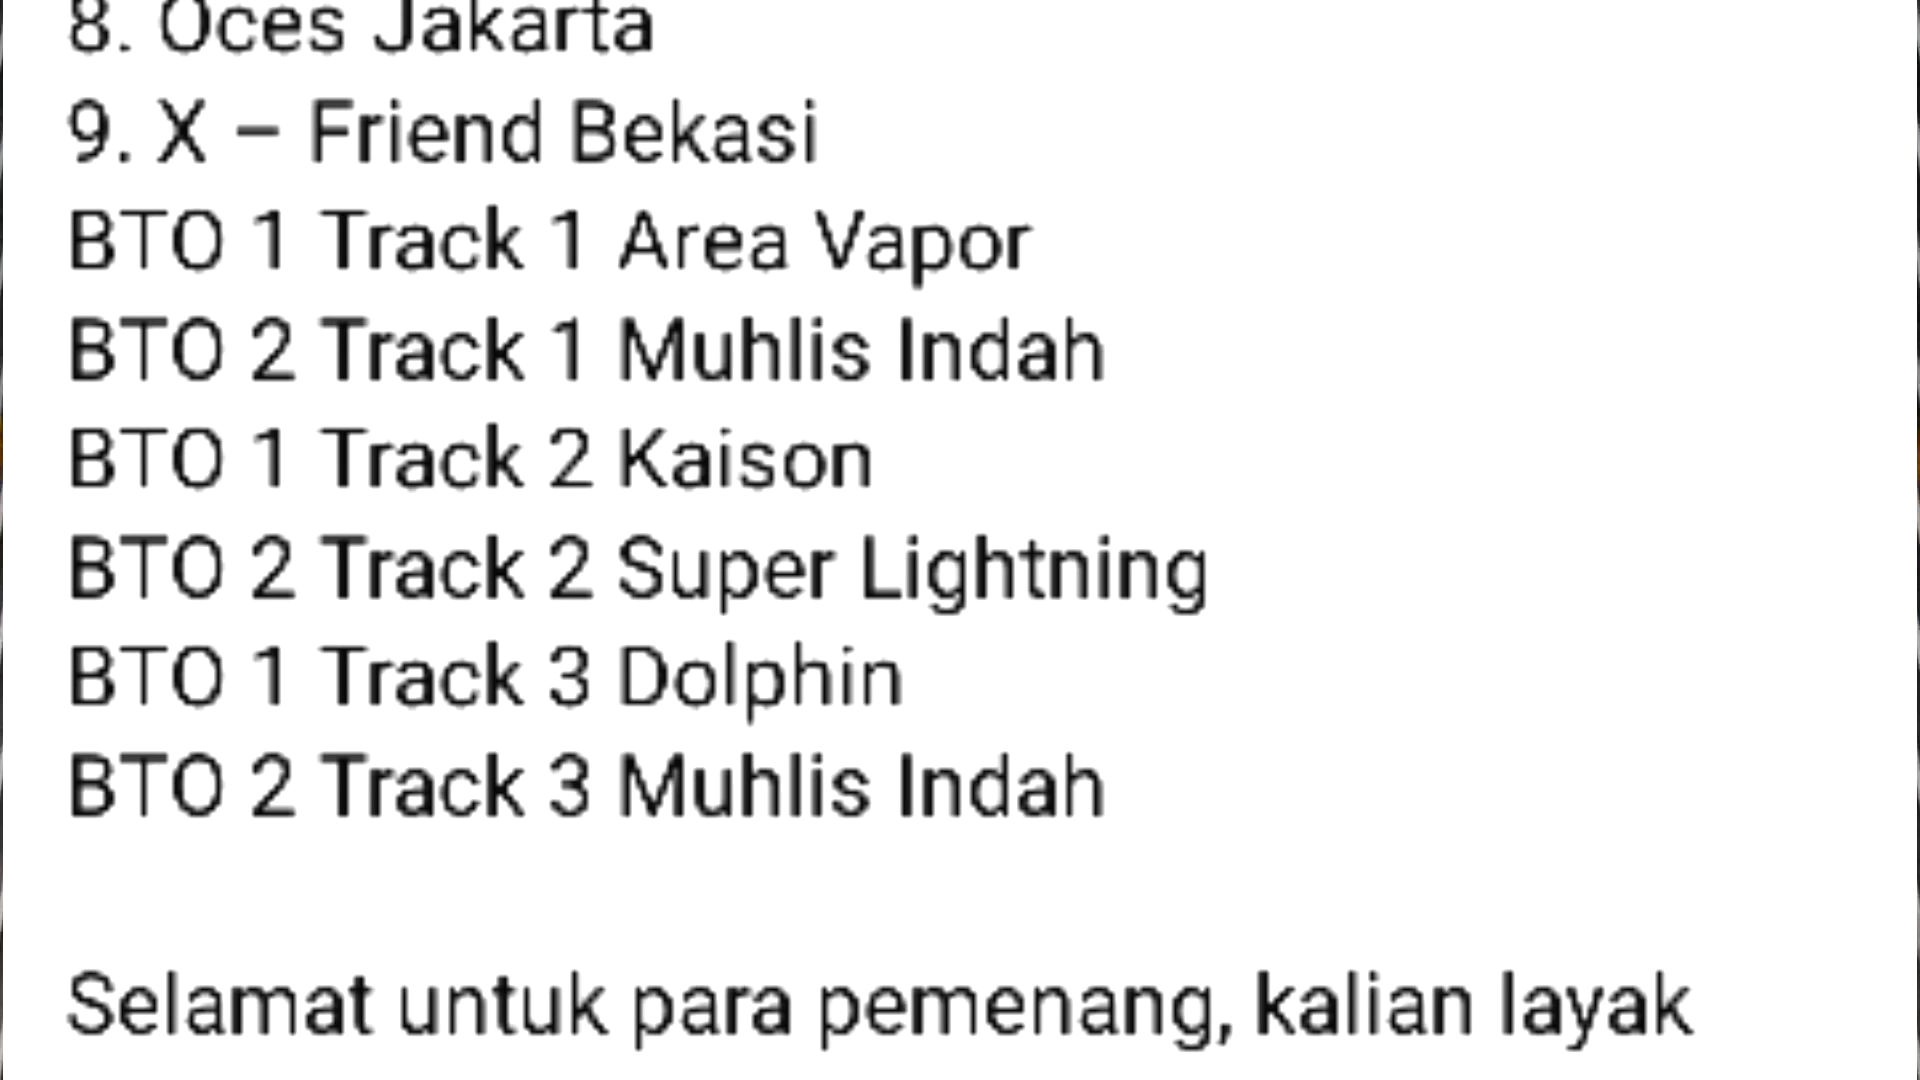 8. Oces Jakarta
9. X – Friend Bekasi
BTO 1 Track 1 Area Vapor
BTO 2 Track 1 Muhlis Indah
BTO 1 Track 2 Kaison
BTO 2 Track 2 Super Lightning
BTO 1 Track 3 Dolphin
BTO 2 Track 3 Muhlis Indah
Selamat untuk para pemenang, kalian layak